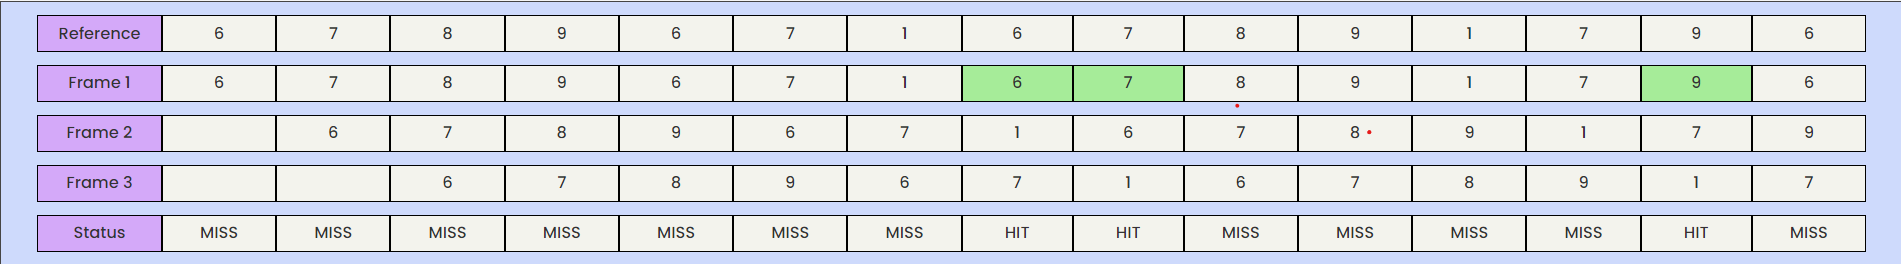 Reference 6 7 8 9 6 7 1 6 7 8 9 1 7 9 6
Frame 1 6 7 8 9 6 7 1 6 7 8 9 1 7 9 6
Frame 2 6 7 8 9 6 7 1 6 7 8 9 1 7 9
Frame 3 6 7 8 9 6 7 1 6 7 8 9 1 7
Status MISS MISS MISS MISS MISS MISS MISS HIT HIT MISS MISS MISS MISS HIT MISS